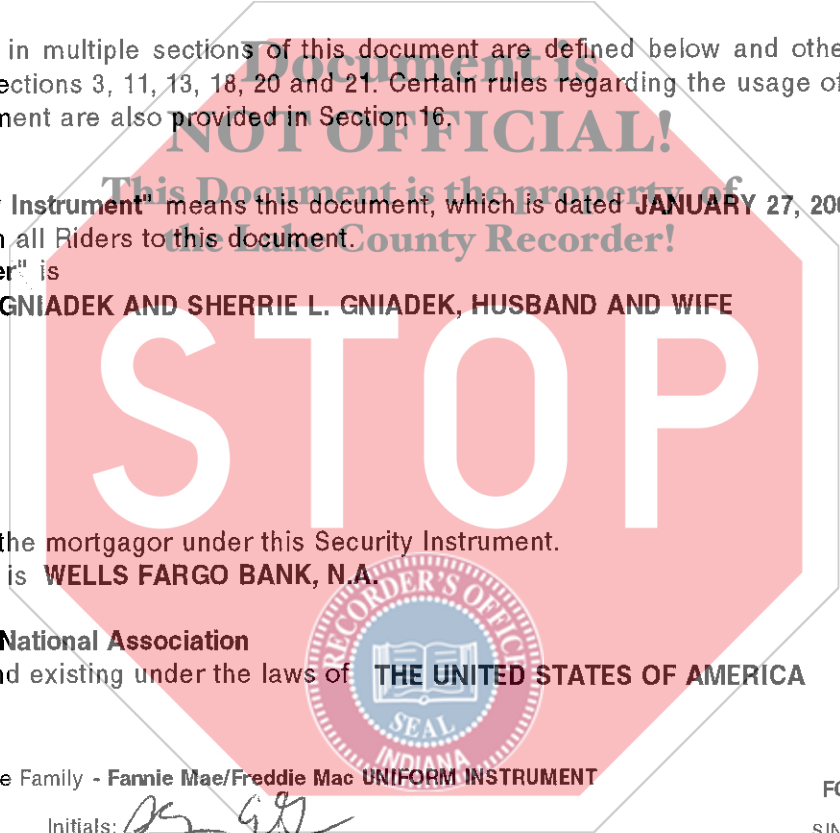 in multiple sections of this document are defined below and othe
ections 3, 11, 13, 18, 20 and 21. Certain rules regarding the usage of
ment are also provided in Section 16.
Document is
NOT OFFICIAL!
This Document is the property of
the Lake County Recorder!
Instrument" means this document, which is dated JANUARY 27, 200
all Riders to this document.
er" is
GNIADEK AND SHERRIE L. GNIADEK, HUSBAND AND WIFE
STOP
the mortgagor under this Security Instrument.
is WELLS FARGO BANK, N.A.
National Association
nd existing under the laws of THE UNITED STATES OF AMERICA
RECORDER'S OFFICE
SEAL
INDIANA
e Family - Fannie Mae/Freddie Mac UNIFORM INSTRUMENT
FO
Initials:
SIN